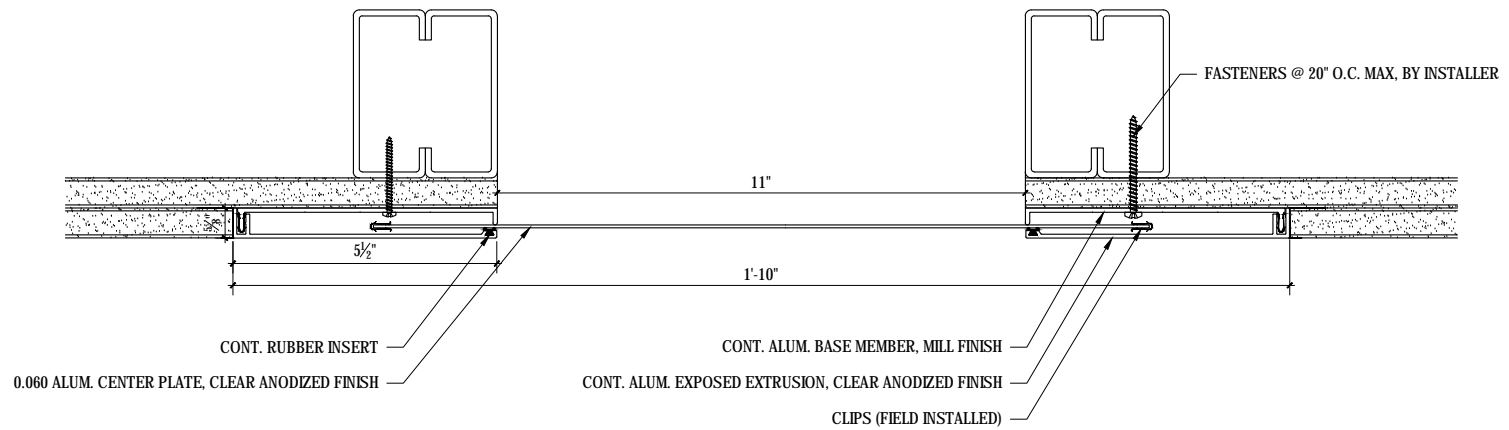 FASTENERS @ 20" O.C. MAX, BY INSTALLER
11"
5/8"
5½"
1'-10"
CONT. RUBBER INSERT
CONT. ALUM. BASE MEMBER, MILL FINISH
0.060 ALUM. CENTER PLATE, CLEAR ANODIZED FINISH
CONT. ALUM. EXPOSED EXTRUSION, CLEAR ANODIZED FINISH
CLIPS (FIELD INSTALLED)